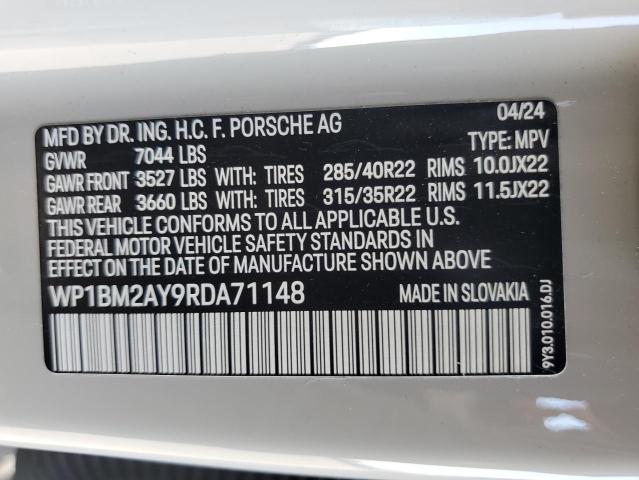 04/24
MFD BY DR. ING. H.C. F. PORSCHE AG
GVWR 7044 LBS TYPE: MPV
GAWR FRONT 3527 LBS WITH: TIRES 285/40R22 RIMS 10.0JX22
GAWR REAR 3660 LBS WITH: TIRES 315/35R22 RIMS 11.5JX22
THIS VEHICLE CONFORMS TO ALL APPLICABLE U.S.
FEDERAL MOTOR VEHICLE SAFETY STANDARDS IN
EFFECT ON THE DATE OF MANUFACTURE SHOWN ABOVE
WP1BM2AY9RDA71148 MADE IN SLOVAKIA
9Y3.010.016.DJ